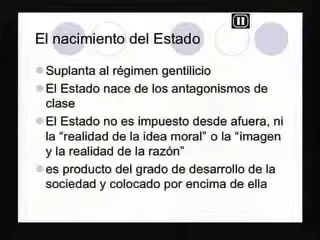 El nacimiento del Estado
Suplanta al régimen gentilicio
El Estado nace de los antagonismos de
clase
El Estado no es impuesto desde afuera, ni
la “realidad de la idea moral” o la “imagen
y la realidad de la razón”
es producto del grado de desarrollo de la
sociedad y colocado por encima de ella